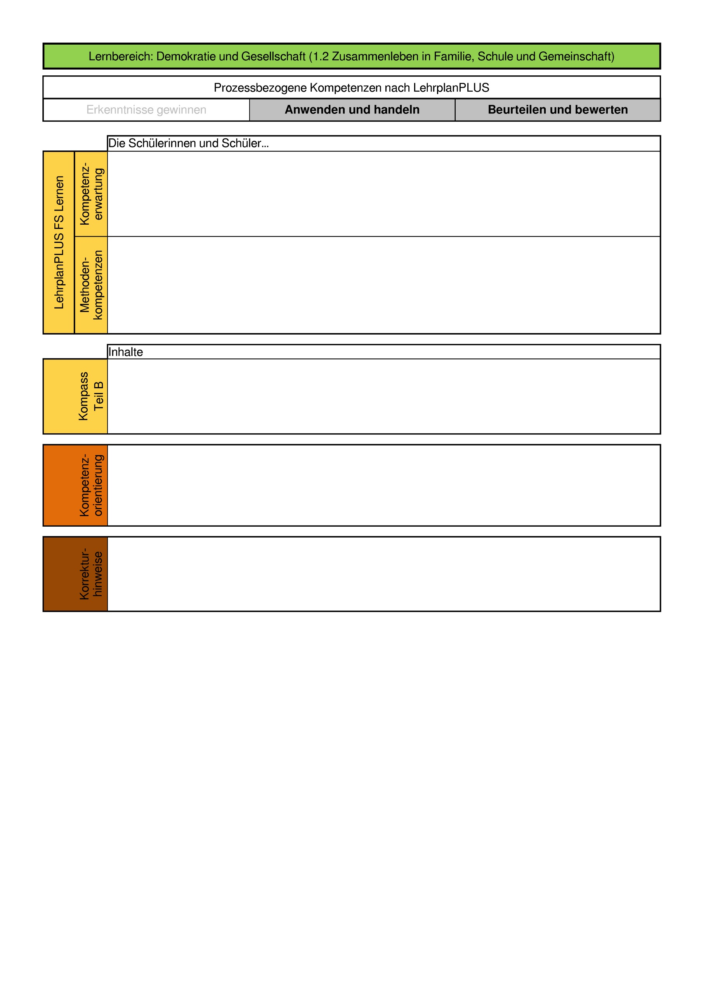 Lernbereich: Demokratie und Gesellschaft (1.2 Zusammenleben in Familie, Schule und Gemeinschaft)
Prozessbezogene Kompetenzen nach LehrplanPLUS
Erkenntnisse gewinnen
Anwenden und handeln
Beurteilen und bewerten
Die Schülerinnen und Schüler...
LehrplanPLUS FS Lernen
Kompetenz-
erwartung
Methoden-
kompetenzen
Inhalte
Kompass
Teil B
Kompetenz-
orientierung
Korrektur-
hinweise